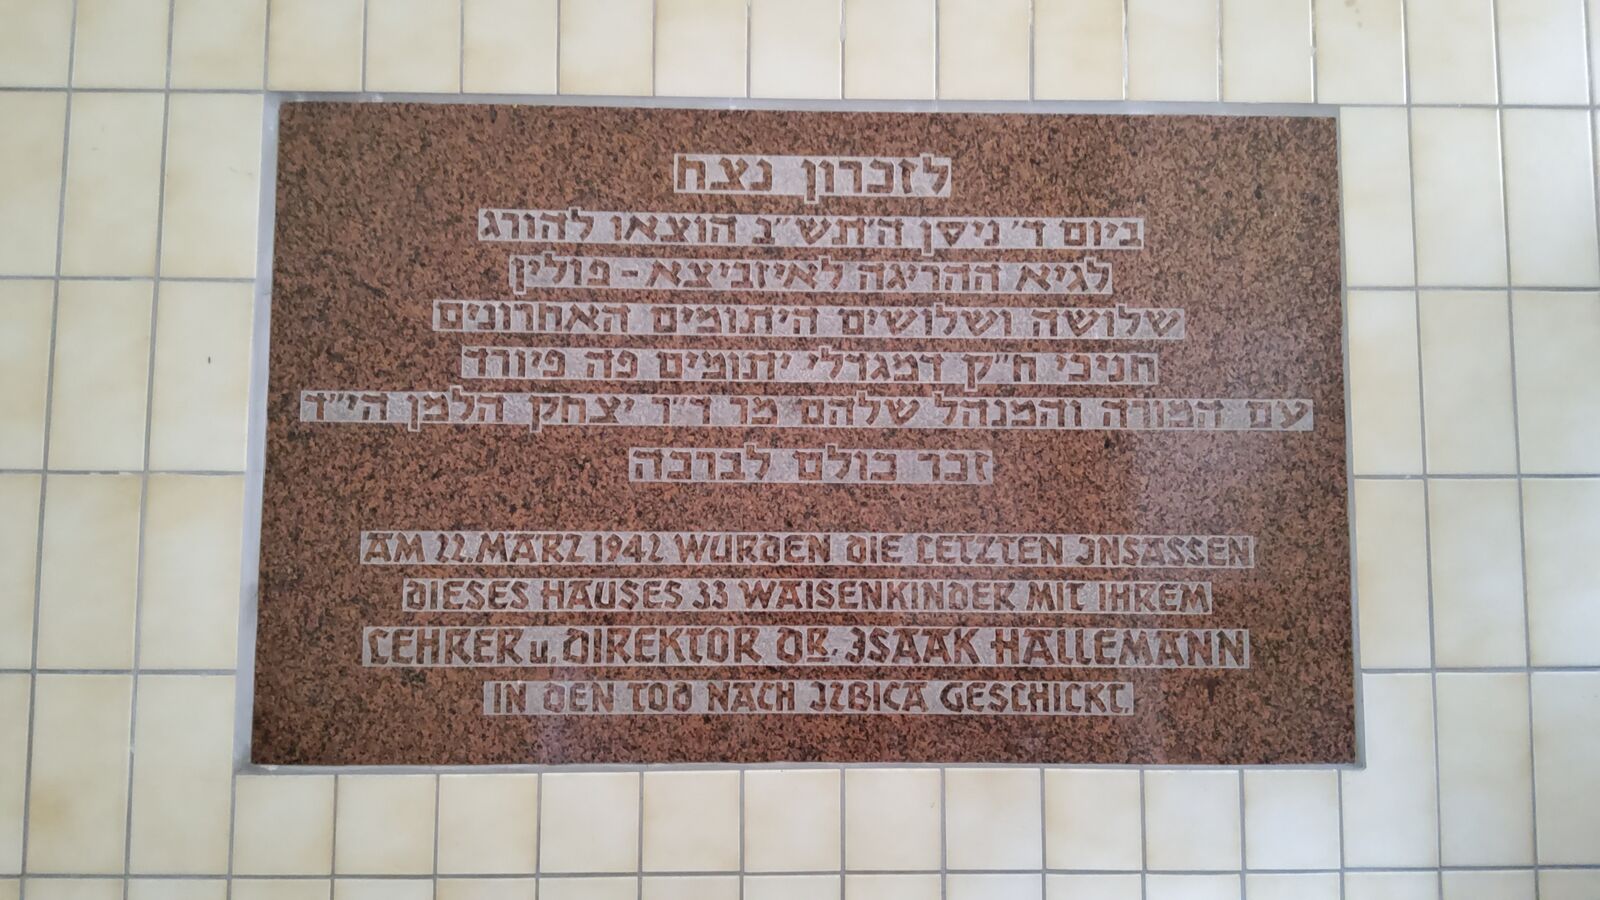 לזכרון נצח
ביום ד׳ ניסן ה׳תש״ב הוצאו להורג
לגיא ההריגה לאיזביצא - פולין
שלושה ושלושים היתומים האחרונים
חניכי ח״ק דמגדלי יתומים פה פיורד
עם המורה והמנהל שלהם מר ד״ר יצחק הלמן הי״ד
זכר כולם לברכה
AM 22. MÄRZ 1942 WURDEN DIE LETZTEN INSASSEN
DIESES HAUSES 33 WAISENKINDER MIT IHREM
LEHRER u. DIREKTOR DR. ISAAK HALLEMANN
IN DEN TOD NACH IZBICA GESCHICKT.